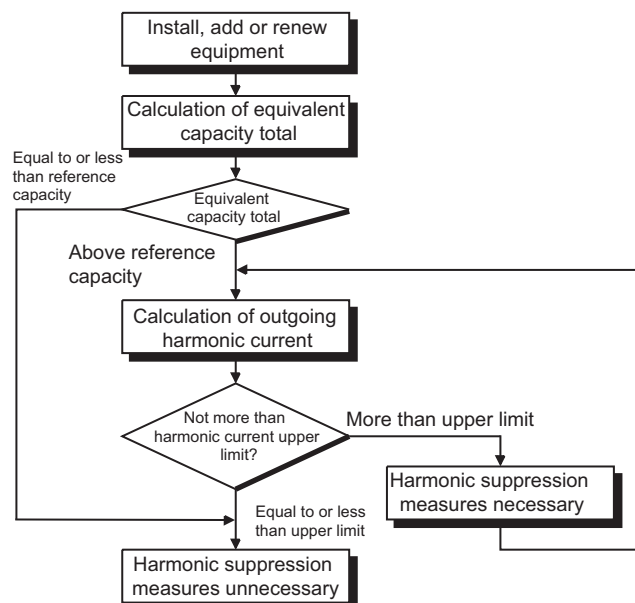 Install, add or renew
equipment
Calculation of equivalent
capacity total
Equal to or less
than reference
capacity
Equivalent
capacity total
Above reference
capacity
Calculation of outgoing
harmonic current
Not more than
harmonic current upper
limit?
More than upper limit
Harmonic suppression
measures necessary
Equal to or less
than upper limit
Harmonic suppression
measures unnecessary